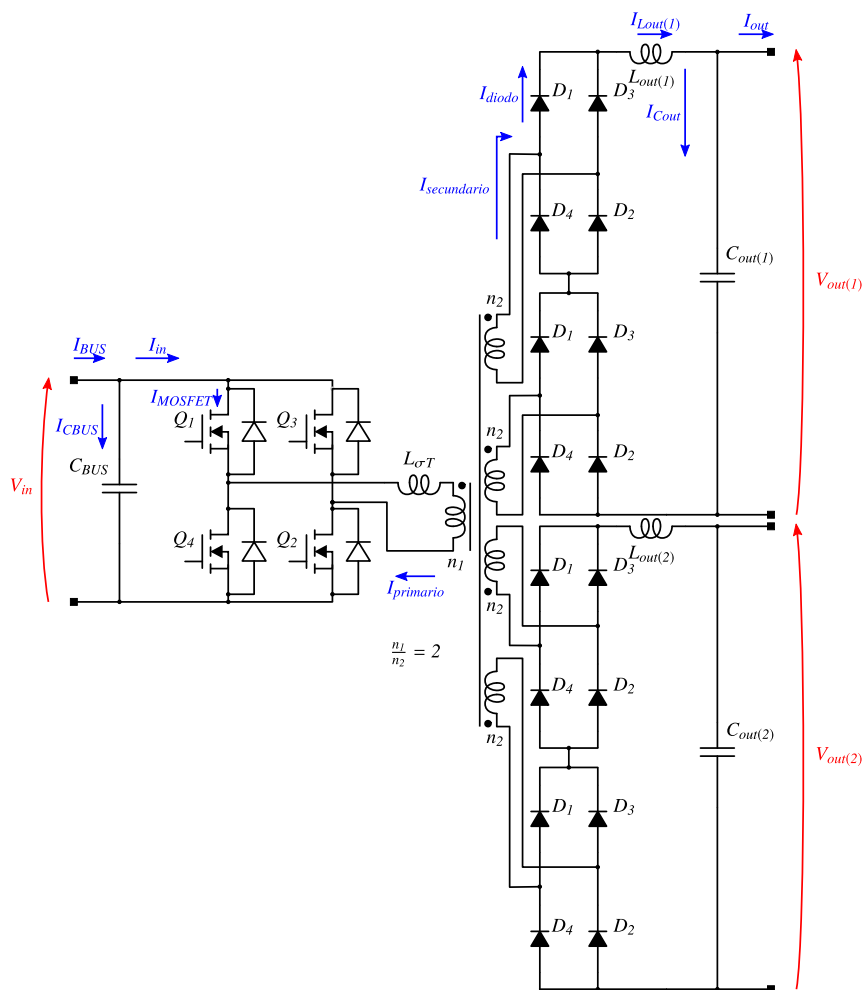 I_Lout(1) I_out
L_out(1)
I_diodo D_1 D_3
I_Cout
I_secundario
D_4 D_2
C_out(1)
V_out(1)
n_2
D_1 D_3
I_BUS I_in
I_MOSFET
Q_1 Q_3
I_CBUS
n_2
C_BUS L_σT
D_4 D_2
V_in
Q_4 Q_2
n_1
L_out(2)
D_1 D_3
I_primario
n_2
n_1/n_2 = 2
D_4 D_2
n_2
C_out(2)
V_out(2)
D_1 D_3
D_4 D_2